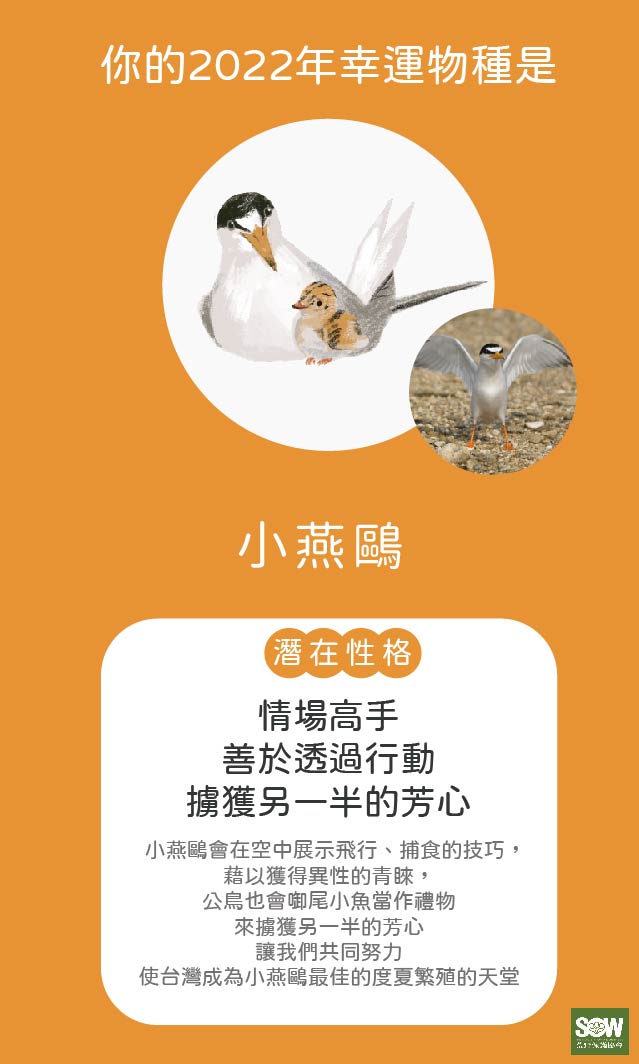 你的2022年幸運物種是
小燕鷗
潛在性格
情場高手
善於透過行動
擄獲另一半的芳心
小燕鷗會在空中展示飛行、捕食的技巧，
藉以獲得異性的青睞，
公鳥也會啣尾小魚當作禮物
來擄獲另一半的芳心
讓我們共同努力
使台灣成為小燕鷗最佳的度夏繁殖的天堂
SOW